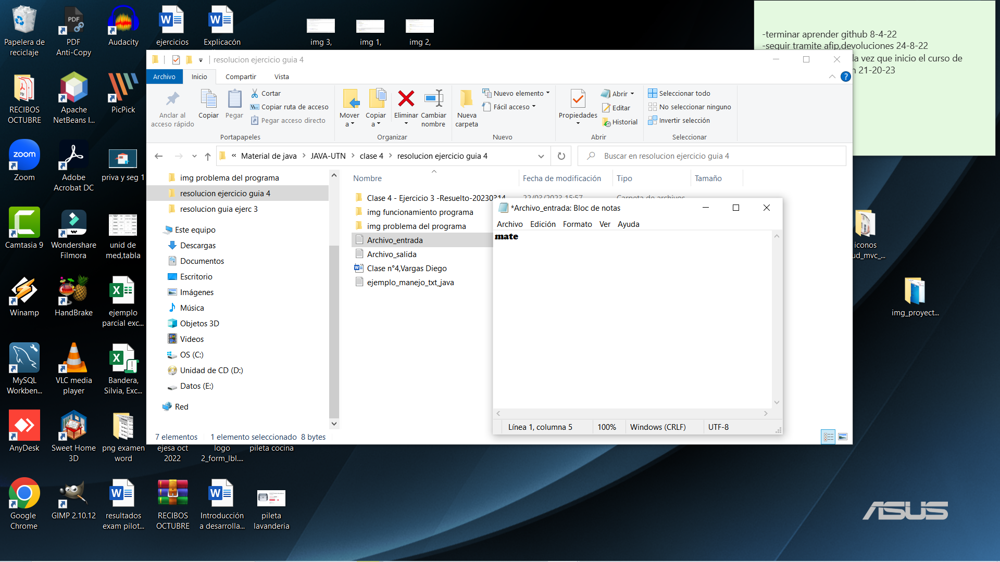 Papelera de
reciclaje
PDF
Anti-Copy
Audacity
ejercicios
Explicacón
img 3,
img 1,
img 2,
-terminar aprender github 8-4-22
-seguir tramite afip,devoluciones 24-8-22
la vez que inicio el curso de
21-20-23
resolucion ejercicio guia 4
Archivo
Inicio
Compartir
Vista
Anclar al
acceso rápido
Copiar
Pegar
Cortar
Copiar ruta de acceso
Pegar acceso directo
Portapapeles
Mover
a
Copiar
a
Eliminar
Cambiar
nombre
Organizar
Nueva
carpeta
Nuevo elemento
Fácil acceso
Nuevo
Propiedades
Abrir
Editar
Historial
Abrir
Seleccionar todo
No seleccionar ninguno
Invertir selección
Seleccionar
« Material de java > JAVA-UTN > clase 4 > resolucion ejercicio guia 4
Buscar en resolucion ejercicio guia 4
img problema del programa
resolucion ejercicio guia 4
resolucion guia ejerc 3
Este equipo
Descargas
Documentos
Escritorio
Imágenes
Música
Objetos 3D
Videos
OS (C:)
Unidad de CD (D:)
Datos (E:)
Red
Nombre
Fecha de modificación
Tipo
Tamaño
Clase 4 - Ejercicio 3 -Resuelto-20230314
22/03/2023 15:57
Carpeta de archivos
img funcionamiento programa
img problema del programa
Archivo_entrada
Archivo_salida
Clase n°4,Vargas Diego
ejemplo_manejo_txt_java
7 elementos
1 elemento seleccionado 8 bytes
*Archivo_entrada: Bloc de notas
Archivo Edición Formato Ver Ayuda
mate
Línea 1, columna 5
100%
Windows (CRLF)
UTF-8
RECIBOS
OCTUBRE
Apache
NetBeans I...
PicPick
zoom
Zoom
Adobe
Acrobat DC
priva y seg 1
Camtasia 9
Wondershare
Filmora
unid de
med,tabla
Winamp
HandBrake
ejemplo
parcial exc...
MySQL
Workben...
VLC media
player
Bandera,
Silvia, Exc...
AnyDesk
Sweet Home
3D
png examen
word
ejesa oct
2022
logo
2_form_lbl....
pileta cocina
Google
Chrome
GIMP 2.10.12
resultados
exam pilot...
RECIBOS
OCTUBRE
Introducción
a desarrolla...
pileta
lavanderia
iconos
ud_mvc_...
img_proyect...
ASUS